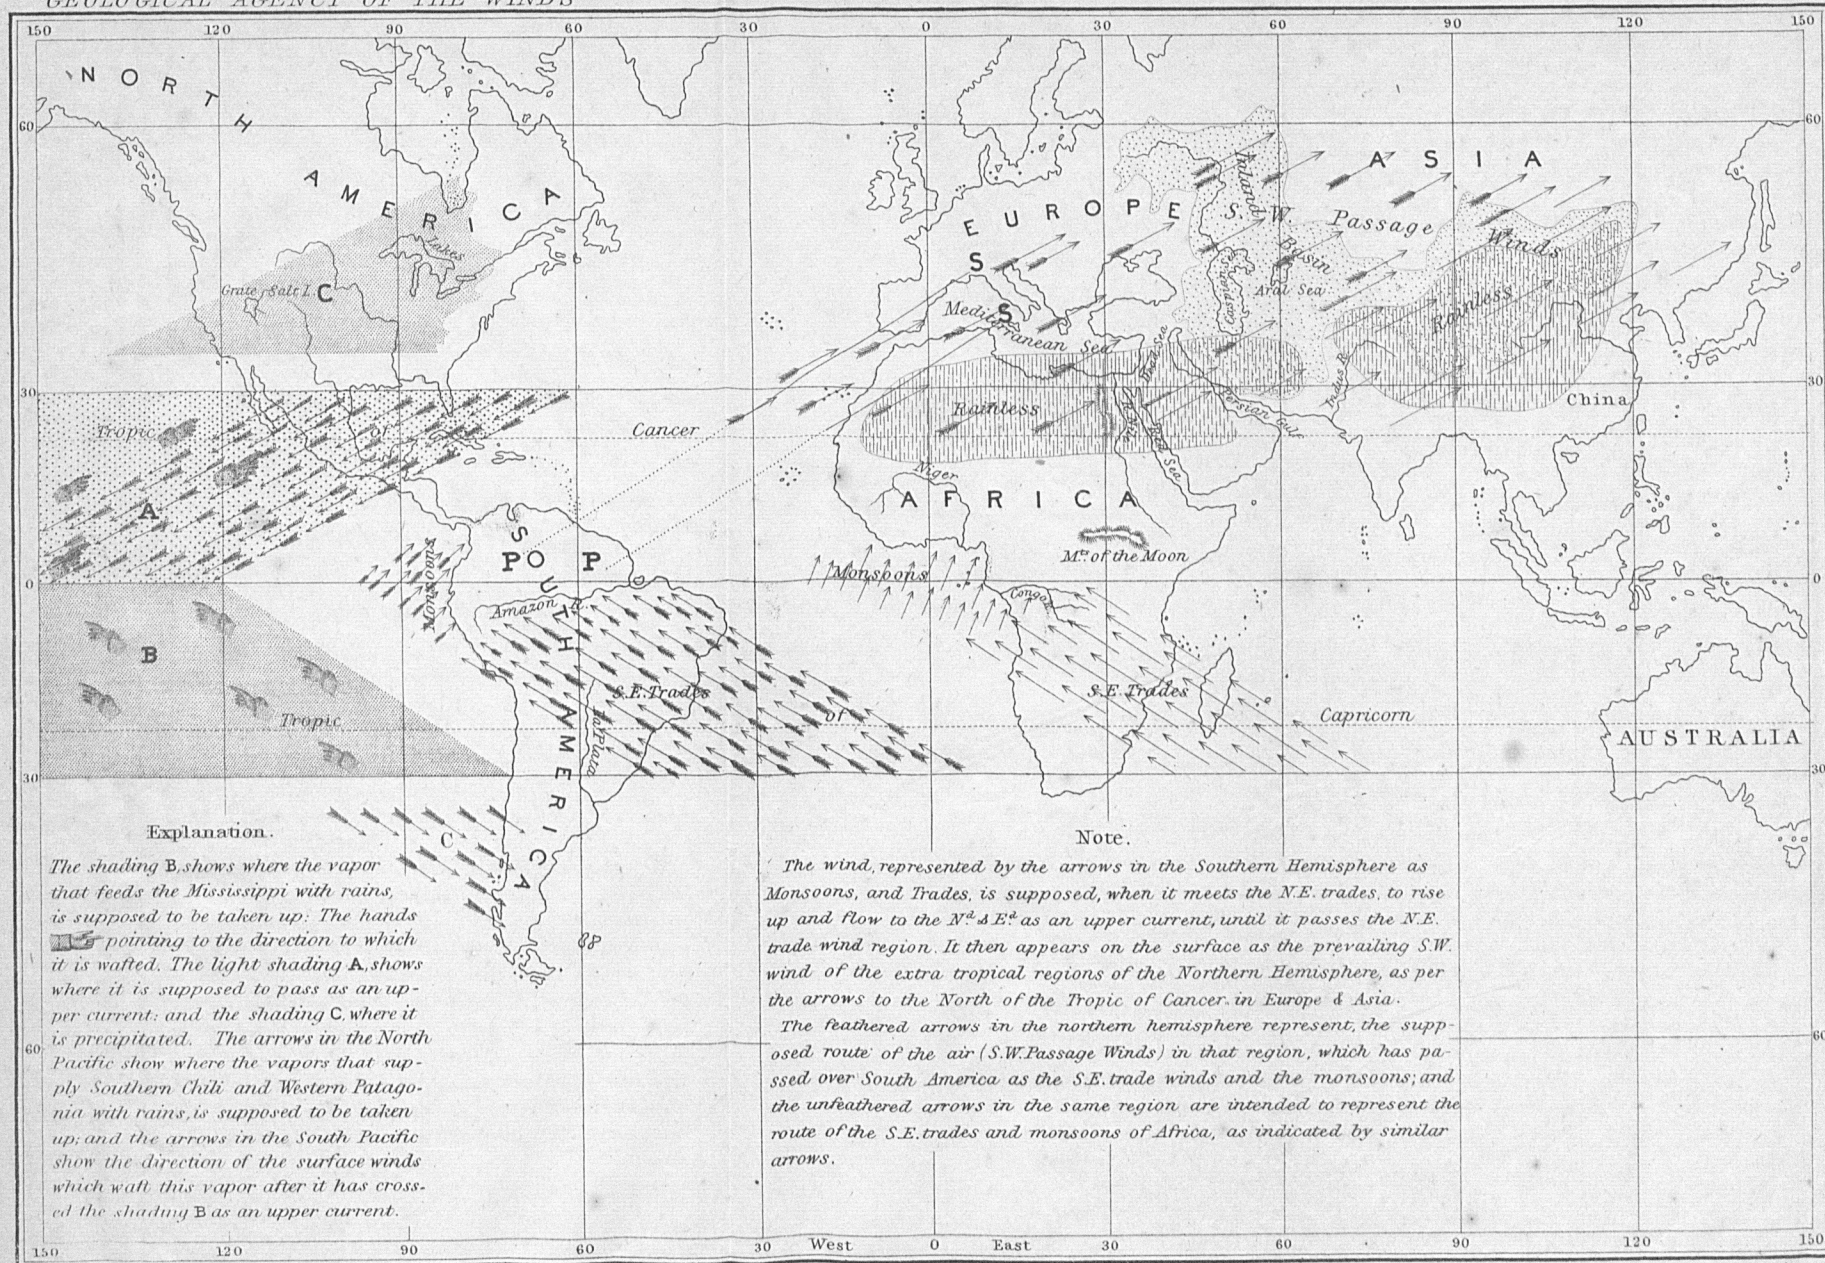 GEOLOGICAL AGENCY OF THE WINDS
150 120 90 60 30 0 30 60 90 120 150
NORTH AMERICA
60
60
ASIA
Inland
S. W. Passage Winds
EUROPE
Lakes
Basin
S
Grate Salt L.
C
Caspian Sea
Aral Sea
Rainless
S
Mediterranean Sea
Dead Sea
Indus R.
30
30
China
Persian Gulf
Rainless
Nile
Red Sea
Tropic of Cancer
Niger
AFRICA
A
Mts. of the Moon
Monsoons
P P
SOUTH AMERICA
Monsoons
0
0
Amazon R.
Congo
B
S.E. Trades
S.E. Trades
La Plata
Tropic of Capricorn
AUSTRALIA
30
30
C
Explanation.
The shading B, shows where the vapor
that feeds the Mississippi with rains,
is supposed to be taken up: The hands
pointing to the direction to which
it is wafted. The light shading A, shows
where it is supposed to pass as an up-
per current: and the shading C, where it
is precipitated. The arrows in the North
Pacific show where the vapors that sup-
ply Southern Chili and Western Patago-
nia with rains, is supposed to be taken
up; and the arrows in the South Pacific
show the direction of the surface winds
which waft this vapor after it has cross-
ed the shading B as an upper current.
Note.
The wind, represented by the arrows in the Southern Hemisphere as
Monsoons, and Trades, is supposed, when it meets the N.E. trades, to rise
up and flow to the Nd. & Ed. as an upper current, until it passes the N.E.
trade wind region. It then appears on the surface as the prevailing S.W.
wind of the extra tropical regions of the Northern Hemisphere, as per
the arrows to the North of the Tropic of Cancer in Europe & Asia.
The feathered arrows in the northern hemisphere represent, the supp-
osed route of the air (S.W. Passage Winds) in that region, which has pa-
ssed over South America as the S.E. trade winds and the monsoons; and
the unfeathered arrows in the same region are intended to represent the
route of the S.E. trades and monsoons of Africa, as indicated by similar
arrows.
60
60
150 120 90 60 30 West 0 East 30 60 90 120 150